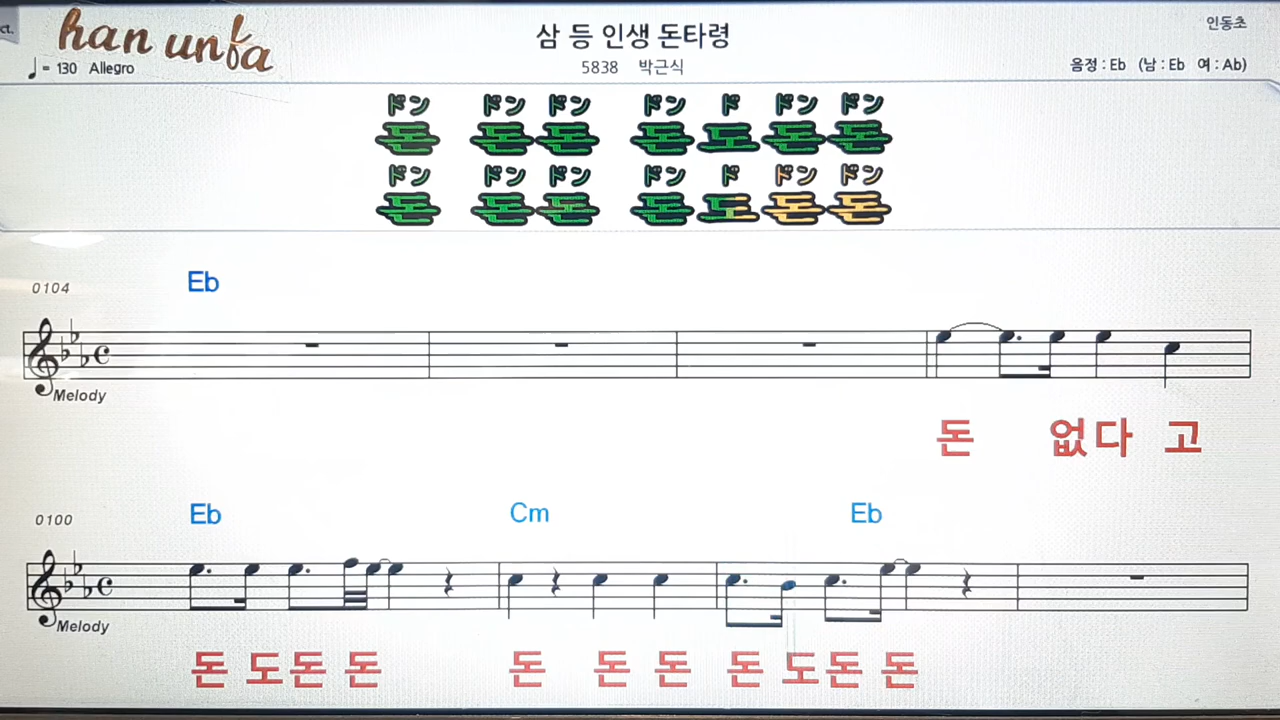 ct.
han unfa
삼 등 인생 돈타령
인동초
♩= 130 Allegro
5838 박근식
음정 : Eb (남 : Eb 여 : Ab)
ドン ドン ドン ドン ド ドン ドン
돈 돈 돈 돈 도 돈 돈
ドン ドン ドン ドン ド ドン ドン
돈 돈 돈 돈 도 돈 돈
0104 Eb
Melody
돈 없다 고
0100 Eb Cm Eb
Melody
돈 도돈 돈 돈 돈 돈 돈 도돈 돈